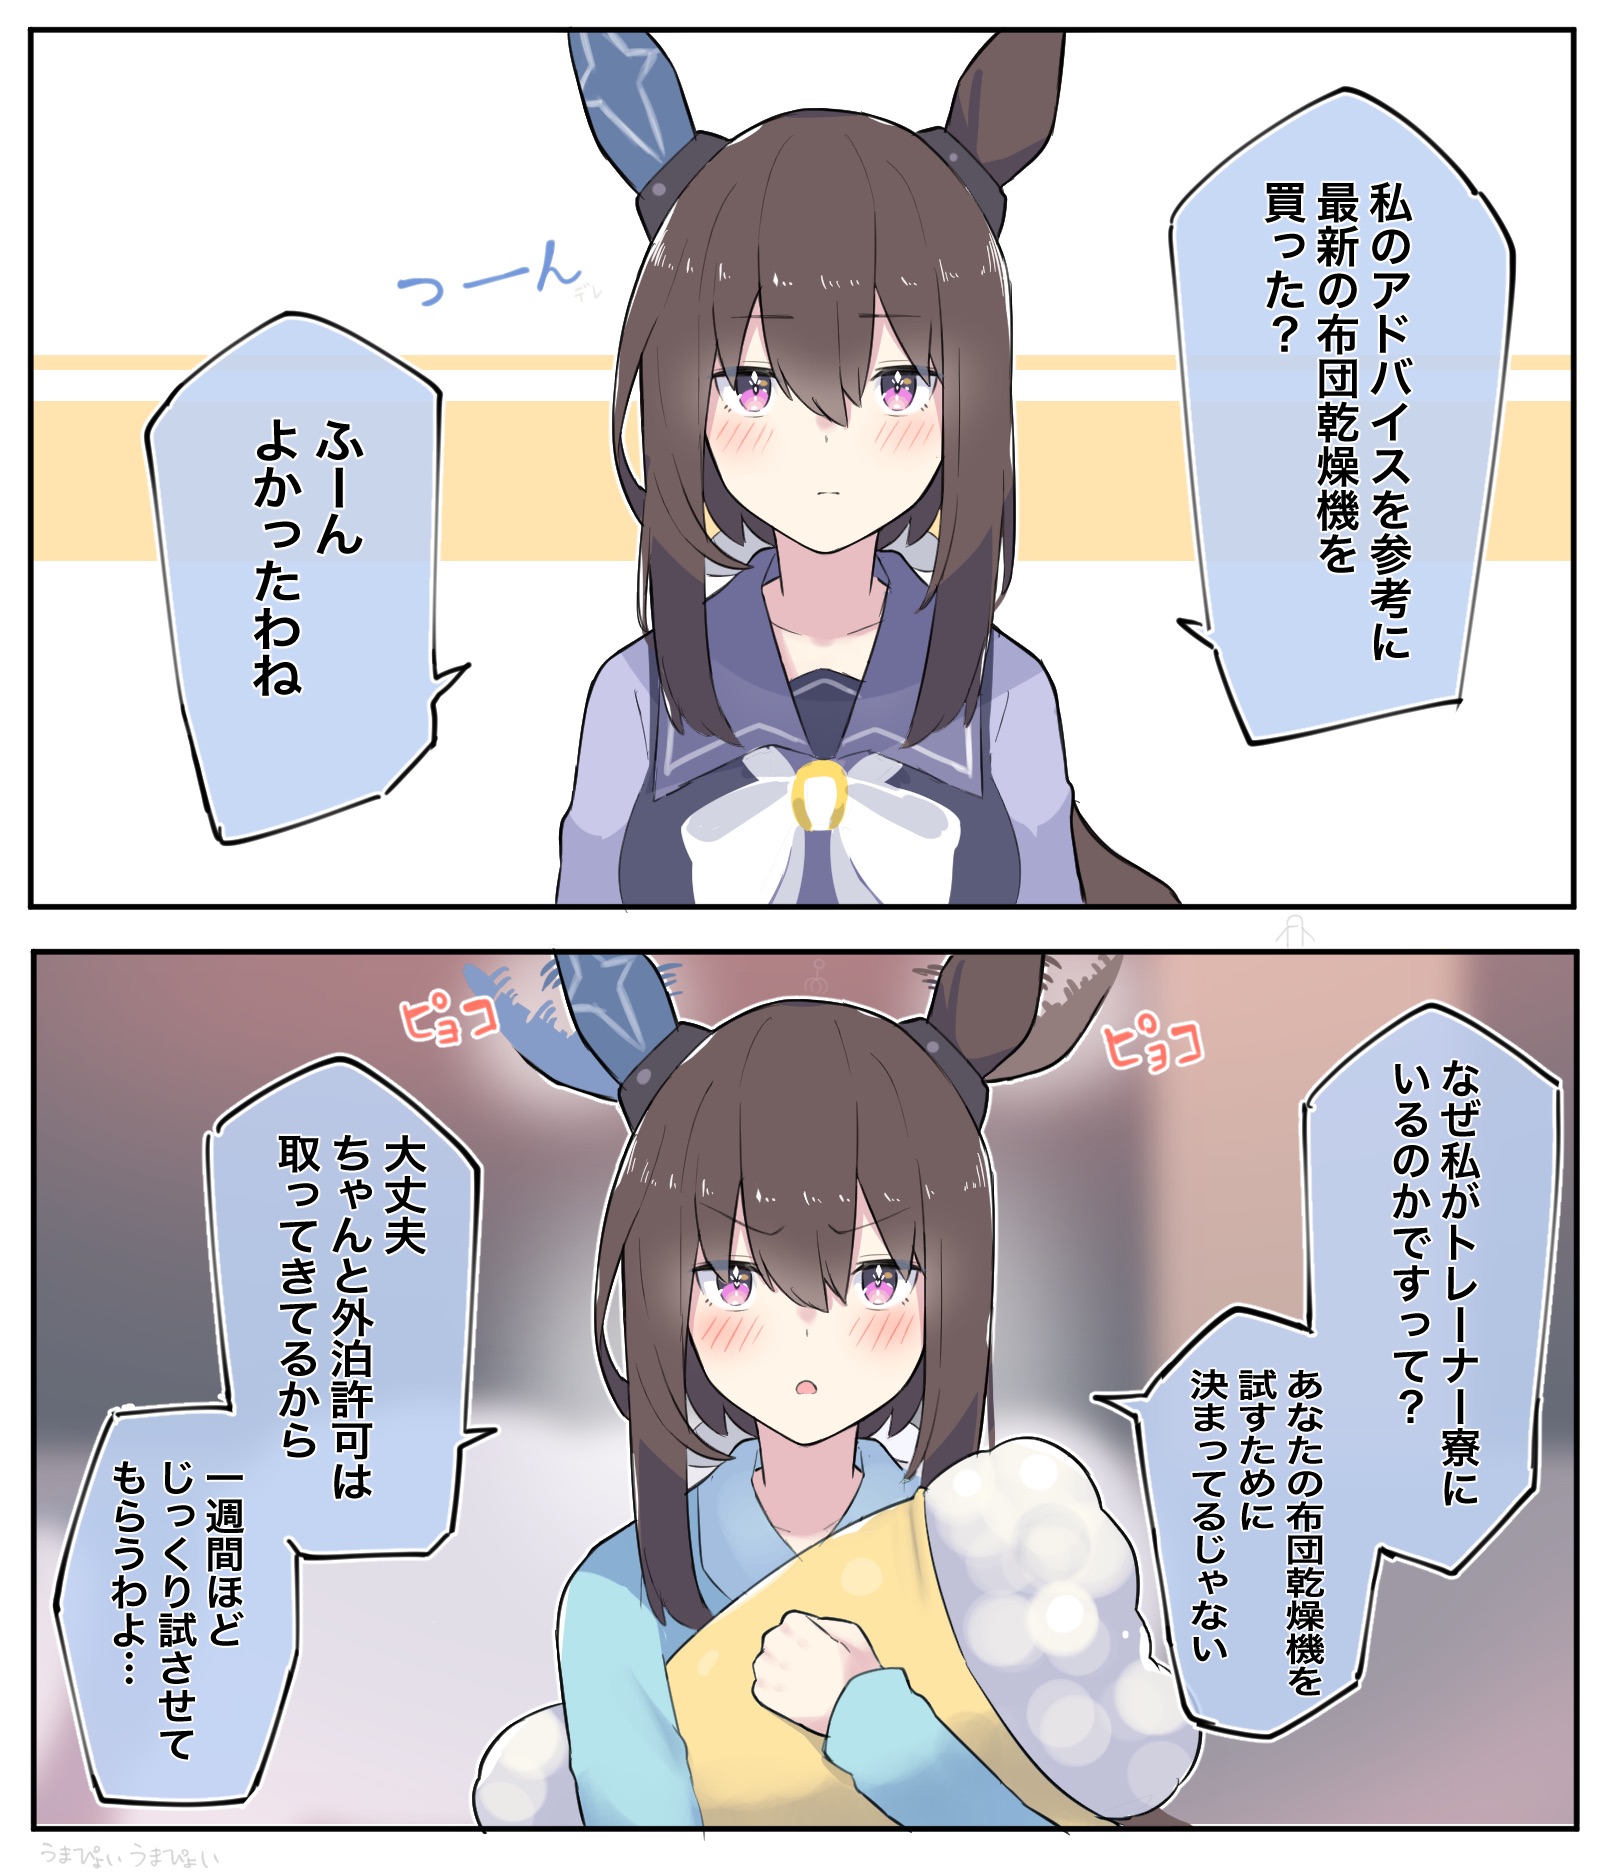 私のアドバイスを参考に
最新の布団乾燥機を
買った?
つーん
デレ
ふーん
よかったわね
ピョコ
ピョコ
なぜ私がトレーナー寮に
いるのかですって?
あなたの布団乾燥機を
試すために
決まってるじゃない
大丈夫
ちゃんと外泊許可は
取ってきてるから
一週間ほど
じっくり試させて
もらうわよ…
うまぴょいうまぴょい